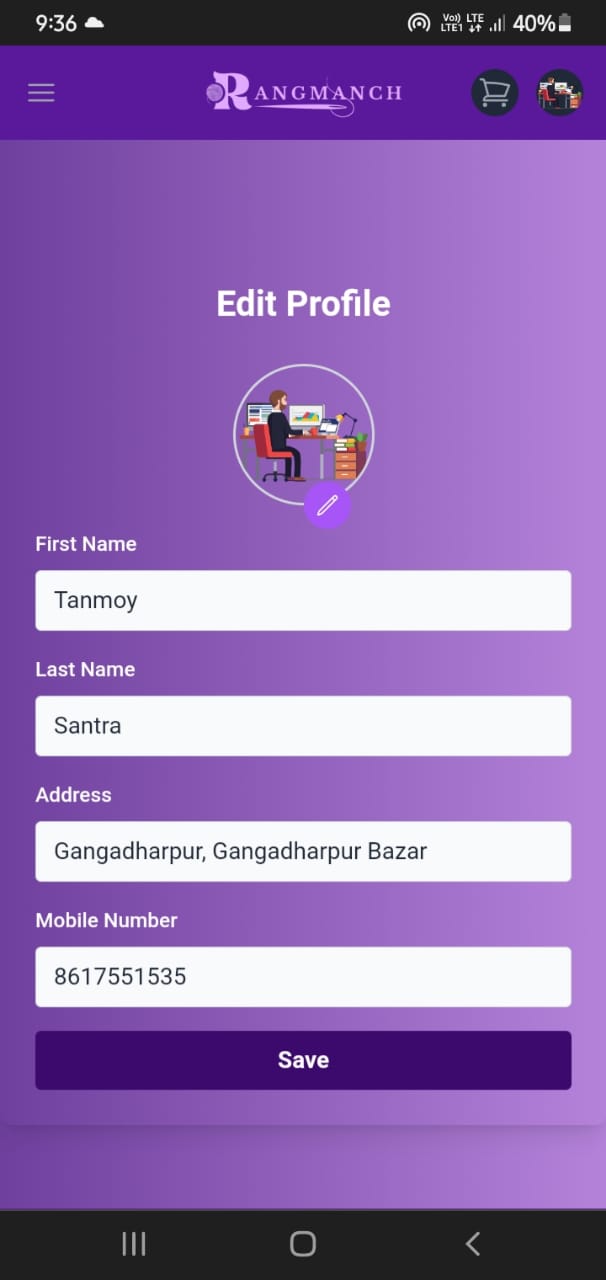 9:36
Vo)) LTE
LTE1
40%
RANGMANCH
Edit Profile
First Name
Tanmoy
Last Name
Santra
Address
Gangadharpur, Gangadharpur Bazar
Mobile Number
8617551535
Save